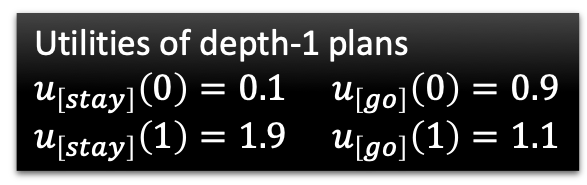 Utilities of depth-1 plans
u[stay](0) = 0.1 u[go](0) = 0.9
u[stay](1) = 1.9 u[go](1) = 1.1